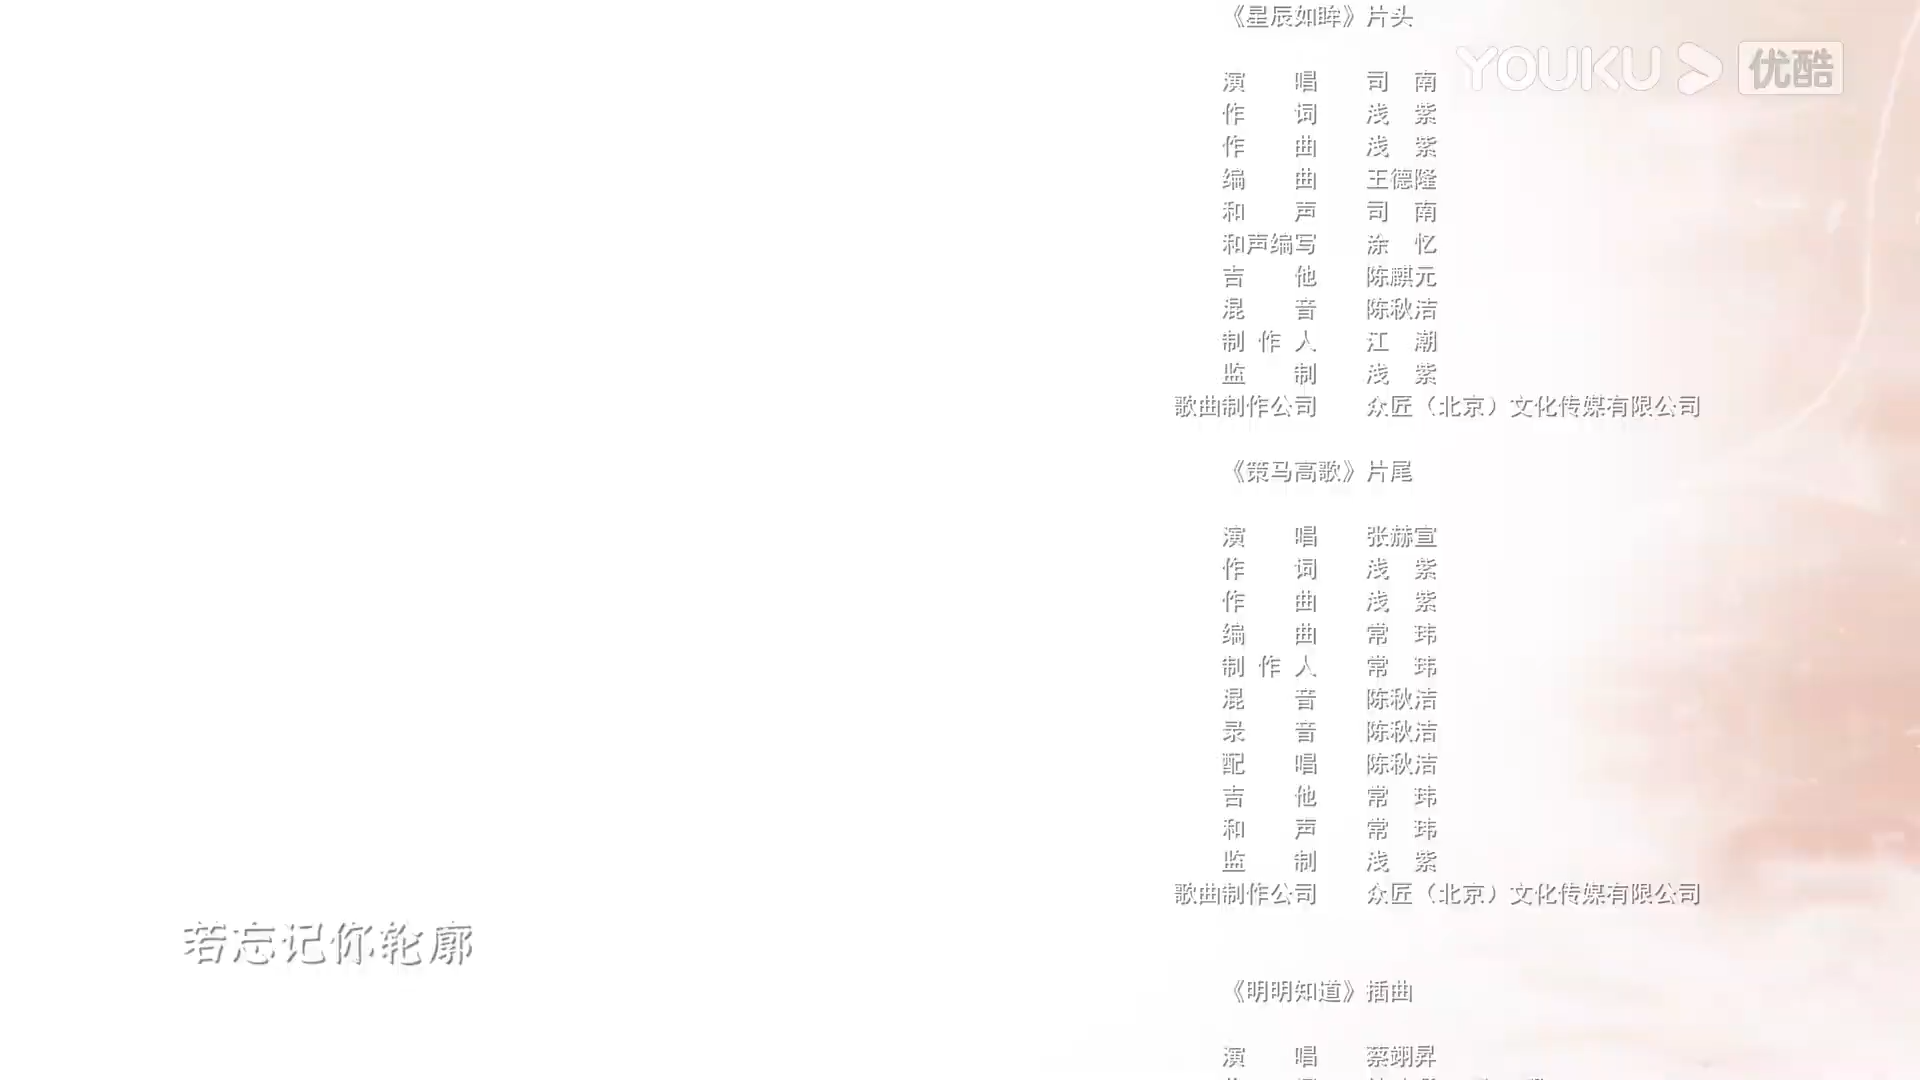 《星辰如眸》片头
YOUKU 优酷
演 唱 司 南
作 词 浅 紫
作 曲 浅 紫
编 曲 王德隆
和 声 司 南
和声编写 涂 忆
吉 他 陈麒元
混 音 陈秋洁
制 作 人 江 潮
监 制 浅 紫
歌曲制作公司 众匠（北京）文化传媒有限公司
《策马高歌》片尾
演 唱 张赫宣
作 词 浅 紫
作 曲 浅 紫
编 曲 常 玮
制 作 人 常 玮
混 音 陈秋洁
录 音 陈秋洁
配 唱 陈秋洁
吉 他 常 玮
和 声 常 玮
监 制 浅 紫
歌曲制作公司 众匠（北京）文化传媒有限公司
若忘记你轮廓
《明明知道》插曲
演 唱 蔡翊昇